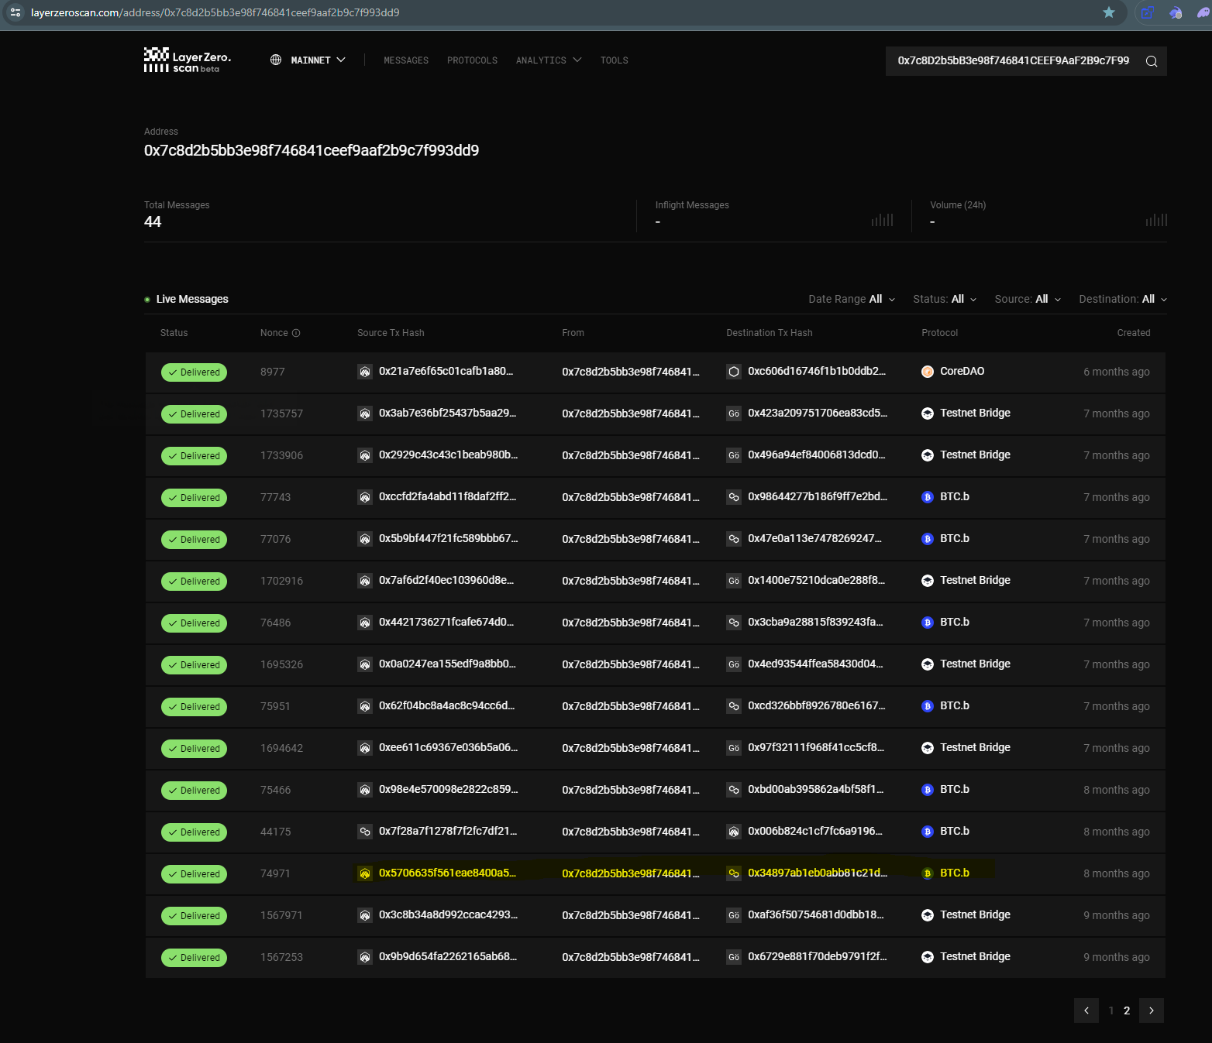 layerzeroscan.com/address/0x7c8d2b5bb3e98f746841ceef9aaf2b9c7f993dd9
LayerZero.
scan beta
MAINNET
MESSAGES
PROTOCOLS
ANALYTICS
TOOLS
0x7c8D2b5bB3e98f746841CEEF9AaF2B9c7F99
Address
0x7c8d2b5bb3e98f746841ceef9aaf2b9c7f993dd9
Total Messages
44
Inflight Messages
-
Volume (24h)
-
Live Messages
Date Range All
Status: All
Source: All
Destination: All
Status Nonce Source Tx Hash From Destination Tx Hash Protocol Created
Delivered 8977 0x21a7e6f65c01cafb1a80... 0x7c8d2b5bb3e98f746841... 0xc606d16746f1b1b0ddb2... CoreDAO 6 months ago
Delivered 1735757 0x3ab7e36bf25437b5aa29... 0x7c8d2b5bb3e98f746841... Gö 0x423a209751706ea83cd5... Testnet Bridge 7 months ago
Delivered 1733906 0x2929c43c43c1beab980b... 0x7c8d2b5bb3e98f746841... Gö 0x496a94ef84006813dcd0... Testnet Bridge 7 months ago
Delivered 77743 0xccfd2fa4abd11f8daf2ff2... 0x7c8d2b5bb3e98f746841... 0x98644277b186f9ff7e2bd... BTC.b 7 months ago
Delivered 77076 0x5b9bf447f21fc589bbb67... 0x7c8d2b5bb3e98f746841... 0x47e0a113e7478269247... BTC.b 7 months ago
Delivered 1702916 0x7af6d2f40ec103960d8e... 0x7c8d2b5bb3e98f746841... Gö 0x1400e75210dca0e288f8... Testnet Bridge 7 months ago
Delivered 76486 0x4421736271fcafe674d0... 0x7c8d2b5bb3e98f746841... 0x3cba9a28815f839243fa... BTC.b 7 months ago
Delivered 1695326 0x0a0247ea155edf9a8bb0... 0x7c8d2b5bb3e98f746841... Gö 0x4ed93544ffea58430d04... Testnet Bridge 7 months ago
Delivered 75951 0x62f04bc8a4ac8c94cc6d... 0x7c8d2b5bb3e98f746841... 0xcd326bbf8926780e6167... BTC.b 7 months ago
Delivered 1694642 0xee611c69367e036b5a06... 0x7c8d2b5bb3e98f746841... Gö 0x97f32111f968f41cc5cf8... Testnet Bridge 7 months ago
Delivered 75466 0x98e4e570098e2822c859... 0x7c8d2b5bb3e98f746841... 0xbd00ab395862a4bf58f1... BTC.b 8 months ago
Delivered 44175 0x7f28a7f1278f7f2fc7df21... 0x7c8d2b5bb3e98f746841... 0x006b824c1cf7fc6a9196... BTC.b 8 months ago
Delivered 74971 0x5706635f561eae8400a5... 0x7c8d2b5bb3e98f746841... 0x34897ab1eb0abb81c21d... BTC.b 8 months ago
Delivered 1567971 0x3c8b34a8d992ccac4293... 0x7c8d2b5bb3e98f746841... Gö 0xaf36f50754681d0dbb18... Testnet Bridge 9 months ago
Delivered 1567253 0x9b9d654fa2262165ab68... 0x7c8d2b5bb3e98f746841... Gö 0x6729e881f70deb9791f2f... Testnet Bridge 9 months ago
1 2